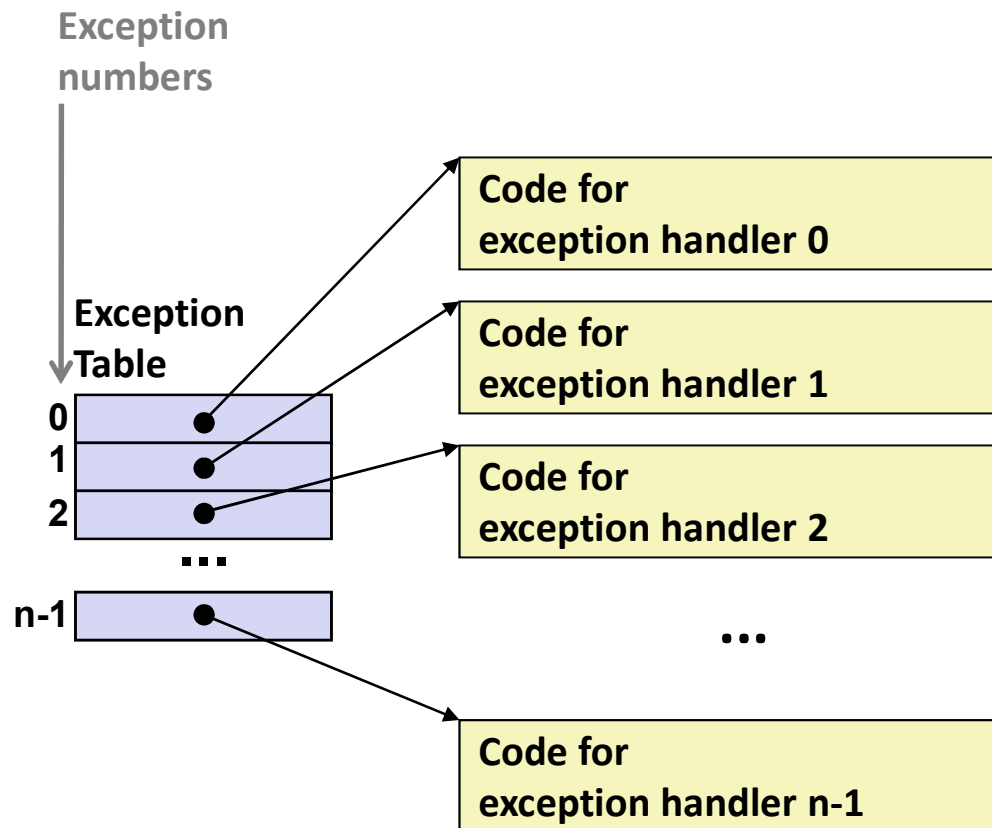 Exception
numbers
Exception
Table
0
1
2
...
n-1
Code for
exception handler 0
Code for
exception handler 1
Code for
exception handler 2
...
Code for
exception handler n-1